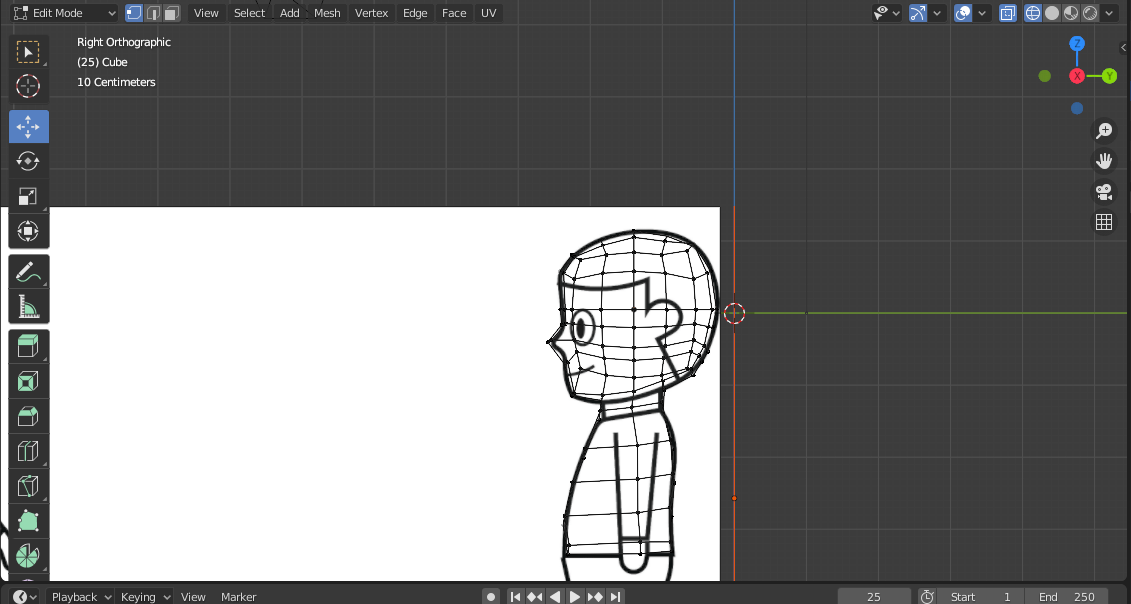 Edit Mode View Select Add Mesh Vertex Edge Face UV
Right Orthographic
(25) Cube
10 Centimeters
Z
X
Y
Playback Keying View Marker 25 Start 1 End 250